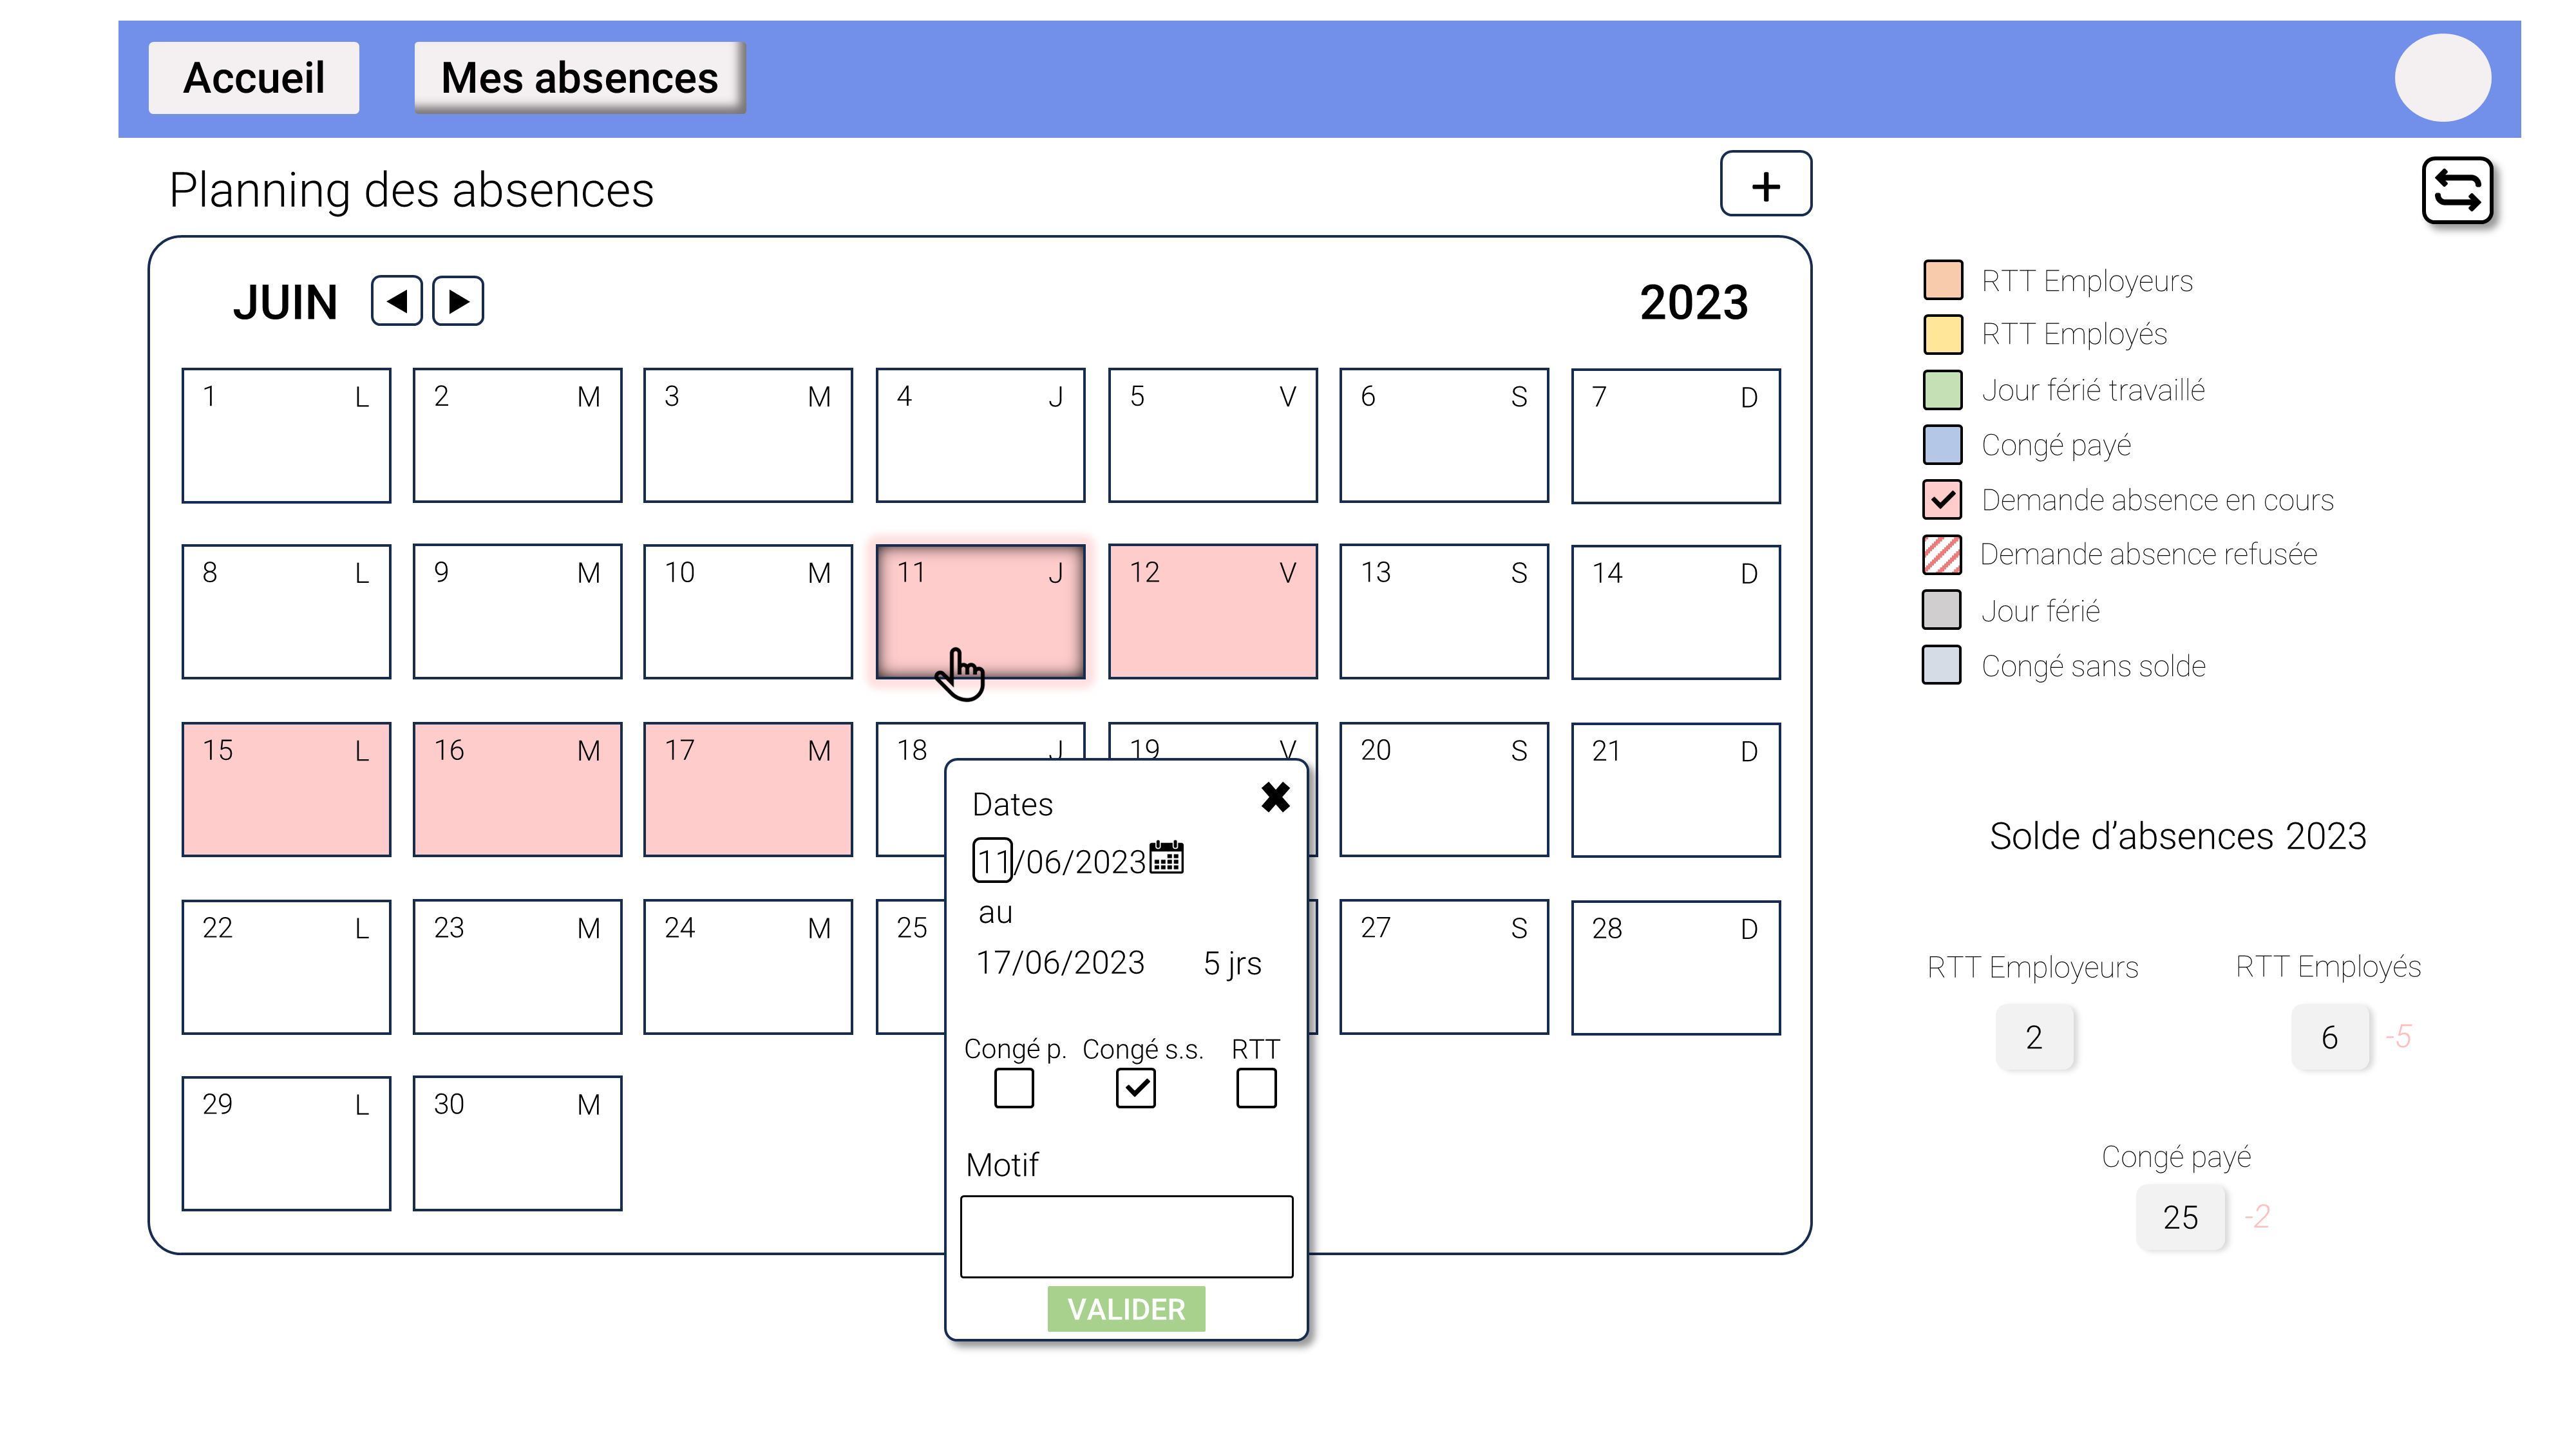 Accueil
Mes absences
Planning des absences
+
JUIN
2023
1 L
2 M
3 M
4 J
5 V
6 S
7 D
8 L
9 M
10 M
11 J
12 V
13 S
14 D
15 L
16 M
17 M
18 J
19 V
20 S
21 D
22 L
23 M
24 M
25
27 S
28 D
29 L
30 M
Dates
11/06/2023
au
17/06/2023 5 jrs
Congé p. Congé s.s. RTT
Motif
VALIDER
RTT Employeurs
RTT Employés
Jour férié travaillé
Congé payé
Demande absence en cours
Demande absence refusée
Jour férié
Congé sans solde
Solde d’absences 2023
RTT Employeurs
2
RTT Employés
6 -5
Congé payé
25 -2